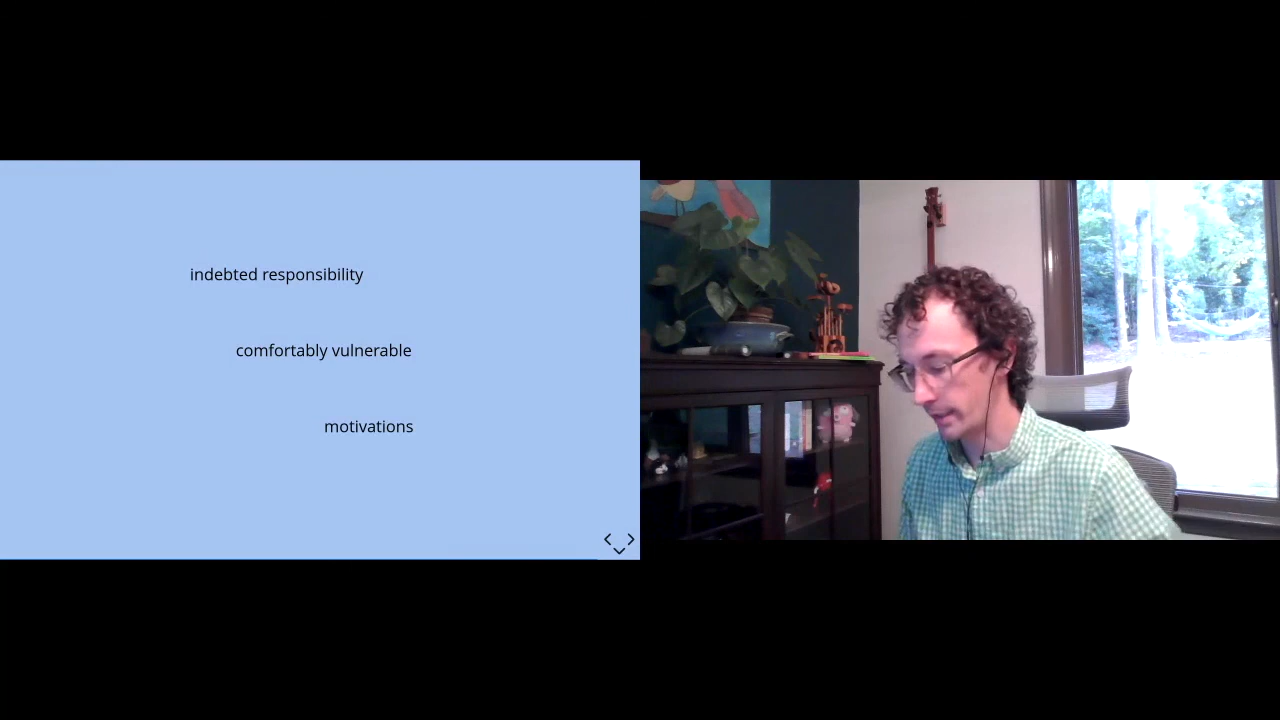 indebted responsibility
comfortably vulnerable
motivations